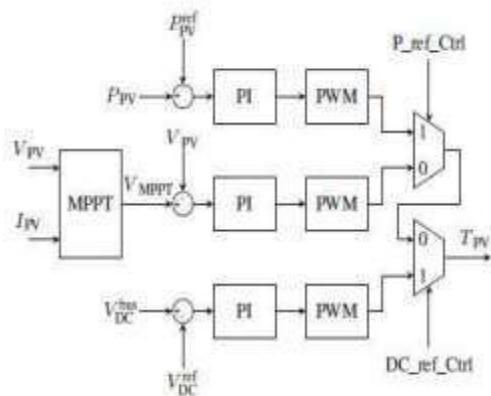 P_PV^ref
P_ref_Ctrl
P_PV
PI
PWM
1
V_PV
V_PV
0
MPPT
V_MPPT
PI
PWM
I_PV
0
T_PV
1
V_DC^bus
PI
PWM
V_DC^ref
DC_ref_Ctrl